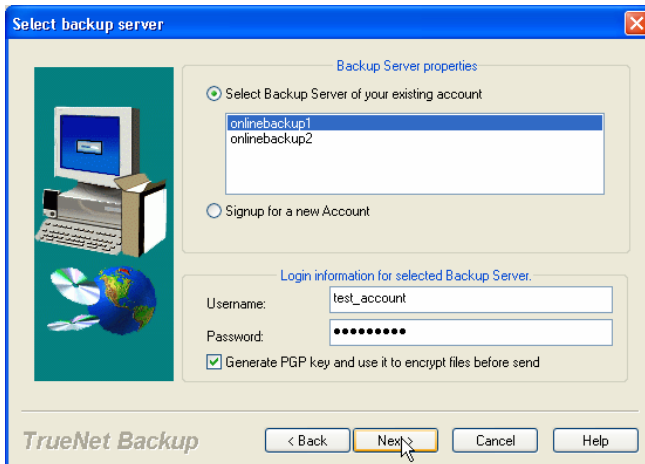 Select backup server
Backup Server properties
Select Backup Server of your existing account
onlinebackup1
onlinebackup2
Signup for a new Account
Login information for selected Backup Server.
Username:
test_account
Password:
●●●●●●●●●
Generate PGP key and use it to encrypt files before send
TrueNet Backup
< Back
Next >
Cancel
Help